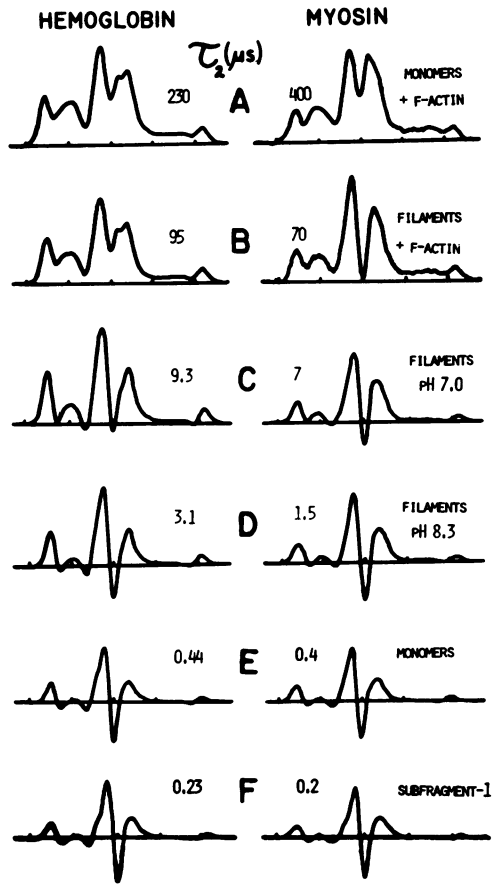 HEMOGLOBIN MYOSIN
τ₂(μs)
230 A 400 MONOMERS
+ F-ACTIN
95 B 70 FILAMENTS
+ F-ACTIN
9.3 C 7 FILAMENTS
pH 7.0
3.1 D 1.5 FILAMENTS
pH 8.3
0.44 E 0.4 MONOMERS
0.23 F 0.2 SUBFRAGMENT-1